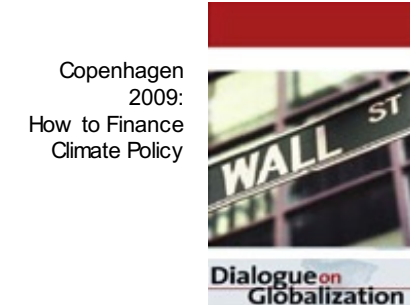 Copenhagen
2009:
How to Finance
Climate Policy
WALL ST
Dialogue on
Globalization